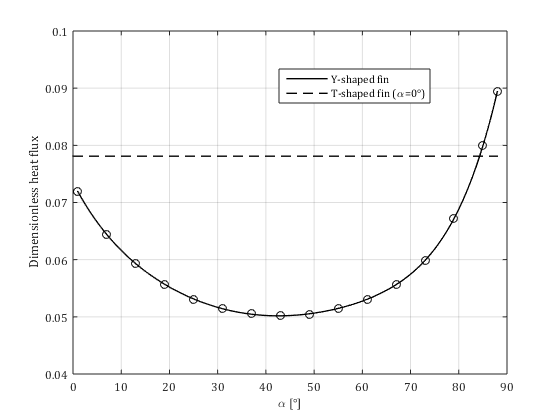 0.1
0.09
0.08
0.07
0.06
0.05
0.04
Dimensionless heat flux
Y-shaped fin
T-shaped fin (α=0°)
0 10 20 30 40 50 60 70 80 90
α [°]